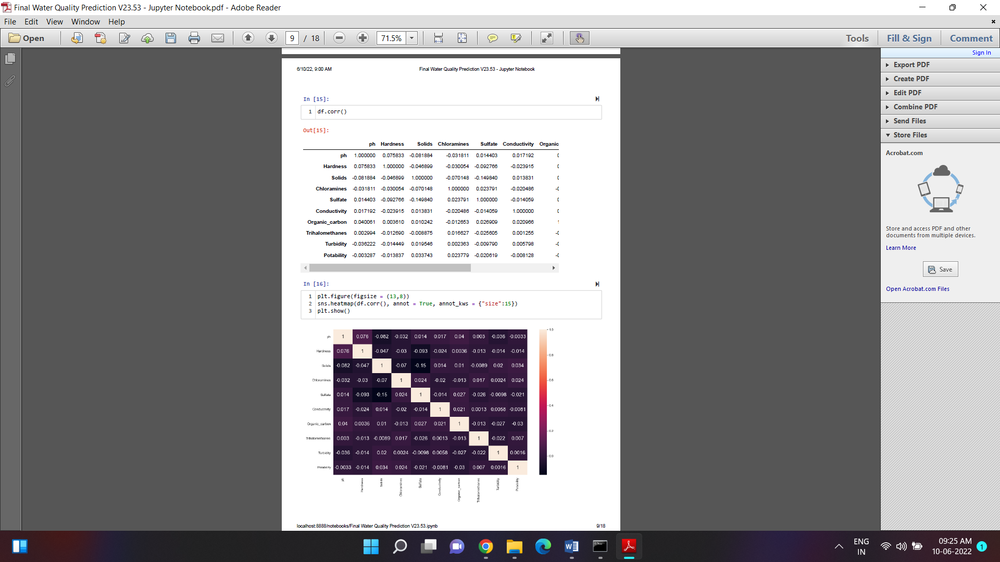 Final Water Quality Prediction V23.53 - Jupyter Notebook.pdf - Adobe Reader
File Edit View Window Help
Open 9 / 18 71.5% Tools Fill & Sign Comment
Sign In
Export PDF
Create PDF
Edit PDF
Combine PDF
Send Files
Store Files
Acrobat.com
Store and access PDF and other
documents from multiple devices.
Learn More
Save
Open Acrobat.com Files
6/10/22, 9:00 AM Final Water Quality Prediction V23.53 - Jupyter Notebook
In [15]:
1 df.corr()
Out[15]:
ph Hardness Solids Chloramines Sulfate Conductivity Organic
ph 1.000000 0.075833 -0.081884 -0.031811 0.014403 0.017192
Hardness 0.075833 1.000000 -0.046899 -0.030054 -0.092766 -0.023915
Solids -0.081884 -0.046899 1.000000 -0.070148 -0.149840 0.013831
Chloramines -0.031811 -0.030054 -0.070148 1.000000 0.023791 -0.020486
Sulfate 0.014403 -0.092766 -0.149840 0.023791 1.000000 -0.014059
Conductivity 0.017192 -0.023915 0.013831 -0.020486 -0.014059 1.000000
Organic_carbon 0.040061 0.003610 0.010242 -0.012653 0.026909 0.020966
Trihalomethanes 0.002994 -0.012690 -0.008875 0.016627 -0.025605 0.001255
Turbidity -0.036222 -0.014449 0.019546 0.002363 -0.009790 0.005798
Potability -0.003287 -0.013837 0.033743 0.023779 -0.020619 -0.008128
In [16]:
1 plt.figure(figsize = (13,8))
2 sns.heatmap(df.corr(), annot = True, annot_kws = {"size":15})
3 plt.show()
ph 1 0.076 -0.082 -0.032 0.014 0.017 0.04 0.003 -0.036 -0.0033
Hardness 0.076 1 -0.047 -0.03 -0.093 -0.024 0.0036 -0.013 -0.014 -0.014
Solids -0.082 -0.047 1 -0.07 -0.15 0.014 0.01 -0.0089 0.02 0.034
Chloramines -0.032 -0.03 -0.07 1 0.024 -0.02 -0.013 0.017 0.0024 0.024
Sulfate 0.014 -0.093 -0.15 0.024 1 -0.014 0.027 -0.026 -0.0098 -0.021
Conductivity 0.017 -0.024 0.014 -0.02 -0.014 1 0.021 0.0013 0.0058 -0.0081
Organic_carbon 0.04 0.0036 0.01 -0.013 0.027 0.021 1 -0.013 -0.027 -0.03
Trihalomethanes 0.003 -0.013 -0.0089 0.017 -0.026 0.0013 -0.013 1 -0.022 0.007
Turbidity -0.036 -0.014 0.02 0.0024 -0.0098 0.0058 -0.027 -0.022 1 0.0016
Potability -0.0033 -0.014 0.034 0.024 -0.021 -0.0081 -0.03 0.007 0.0016 1
ph Hardness Solids Chloramines Sulfate Conductivity Organic_carbon Trihalomethanes Turbidity Potability
1.0
0.8
0.6
0.4
0.2
0.0
localhost:8888/notebooks/Final Water Quality Prediction V23.53.ipynb 9/18
ENG
IN
09:25 AM
10-06-2022
1